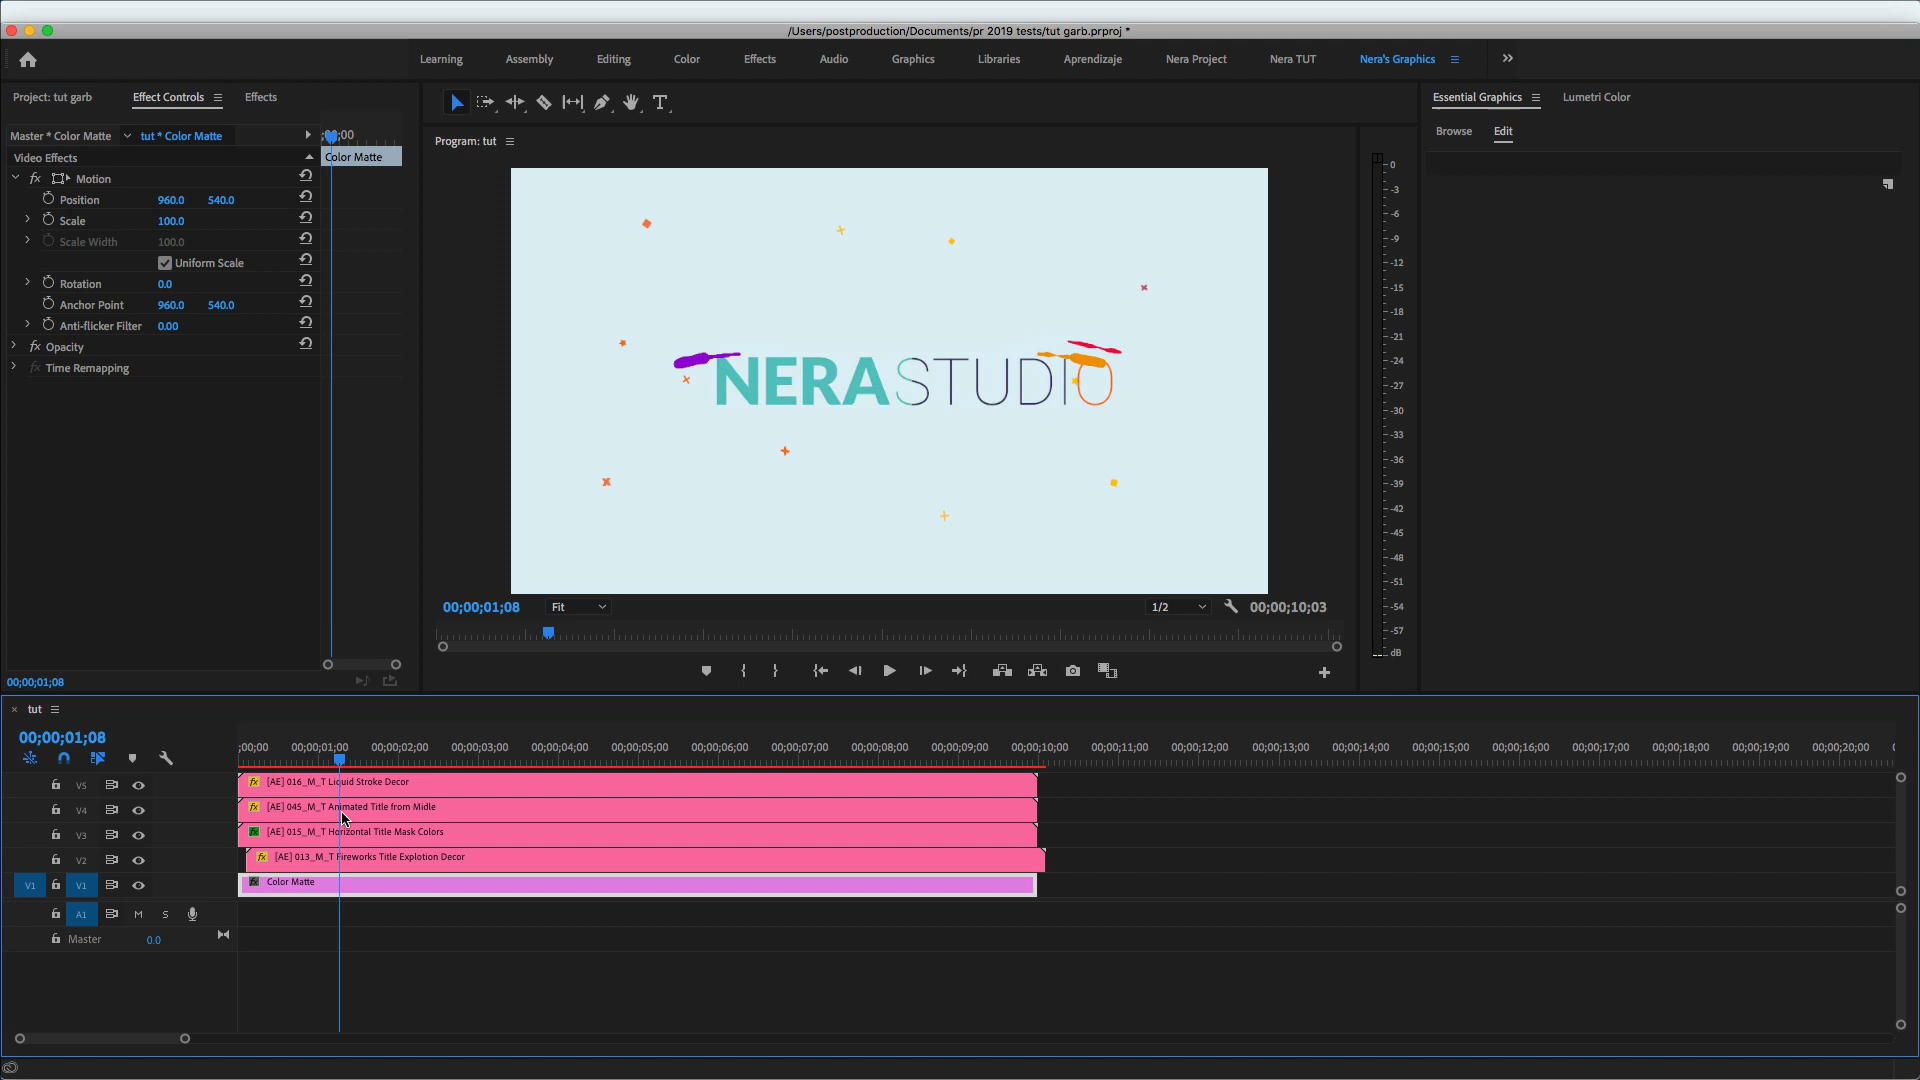 /Users/postproduction/Documents/pr 2019 tests/tut garb.prproj *
Learning Assembly Editing Color Effects Audio Graphics Libraries Aprendizaje Nera Project Nera TUT Nera's Graphics
Project: tut garb Effect Controls Effects
Essential Graphics Lumetri Color
Browse Edit
Master * Color Matte tut * Color Matte
Program: tut
Video Effects Color Matte
Motion
Position 960.0 540.0
Scale 100.0
Scale Width 100.0
Uniform Scale
Rotation 0.0
Anchor Point 960.0 540.0
Anti-flicker Filter 0.00
Opacity
Time Remapping
NERASTUDIO
0
-3
-6
-9
-12
-15
-18
-21
-24
-27
-30
-33
-36
-39
-42
-45
-48
-51
-54
-57
dB
00;00;01;08 Fit 1/2 00;00;10;03
00;00;01;08
tut
00;00;01;08
;00;00 00;00;01;00 00;00;02;00 00;00;03;00 00;00;04;00 00;00;05;00 00;00;06;00 00;00;07;00 00;00;08;00 00;00;09;00 00;00;10;00 00;00;11;00 00;00;12;00 00;00;13;00 00;00;14;00 00;00;15;00 00;00;16;00 00;00;17;00 00;00;18;00 00;00;19;00 00;00;20;00
V5 fx [AE] 016_M_T Liquid Stroke Decor
V4 fx [AE] 045_M_T Animated Title from Midle
V3 fx [AE] 015_M_T Horizontal Title Mask Colors
V2 fx [AE] 013_M_T Fireworks Title Explotion Decor
V1 V1 fx Color Matte
A1 M S
Master 0.0